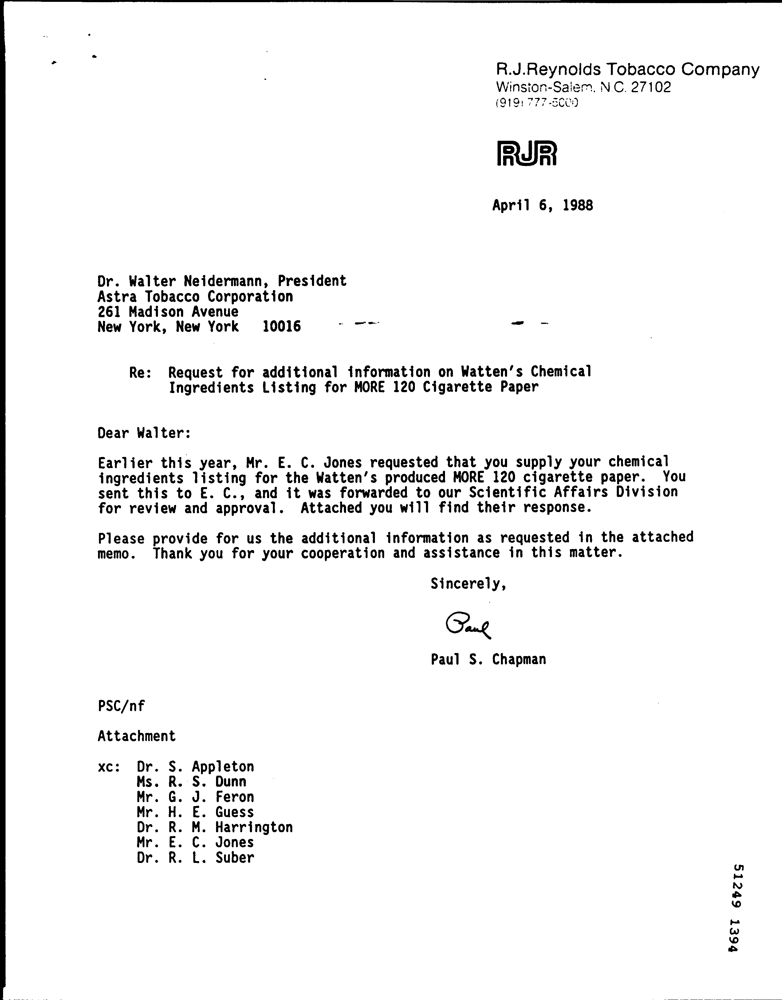 R.J.Reynolds Tobacco Company
Winston-Salem, N.C. 27102
(919) 777-5000
RJR
April 6, 1988
Dr. Walter Neidermann, President
Astra Tobacco Corporation
261 Madison Avenue
New York, New York 10016
Re: Request for additional information on Watten's Chemical
Ingredients Listing for MORE 120 Cigarette Paper
Dear Walter:
Earlier this year, Mr. E. C. Jones requested that you supply your chemical
ingredients listing for the Watten's produced MORE 120 cigarette paper. You
sent this to E. C., and it was forwarded to our Scientific Affairs Division
for review and approval. Attached you will find their response.
Please provide for us the additional information as requested in the attached
memo. Thank you for your cooperation and assistance in this matter.
Sincerely,
Paul
Paul S. Chapman
PSC/nf
Attachment
xc: Dr. S. Appleton
Ms. R. S. Dunn
Mr. G. J. Feron
Mr. H. E. Guess
Dr. R. M. Harrington
Mr. E. C. Jones
Dr. R. L. Suber
51249 1394